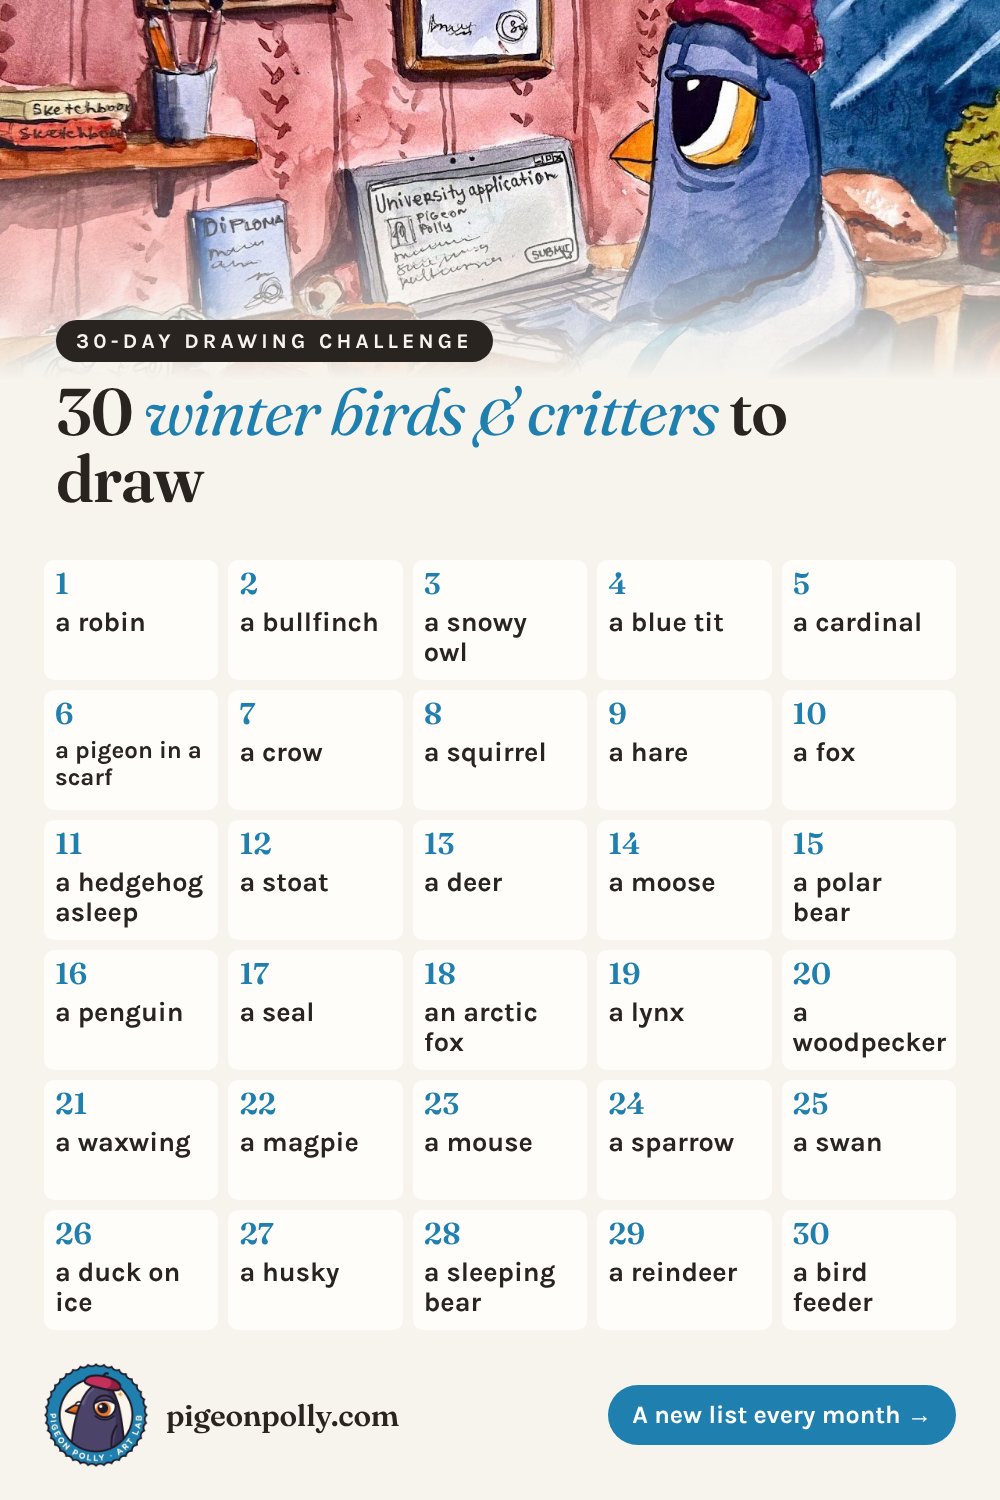 Sketchbook
Sketchbook
DIPLOMA
University application
Pigeon
Polly
SUBMIT
30-DAY DRAWING CHALLENGE
30 winter birds & critters to
draw
1
a robin
2
a bullfinch
3
a snowy
owl
4
a blue tit
5
a cardinal
6
a pigeon in a
scarf
7
a crow
8
a squirrel
9
a hare
10
a fox
11
a hedgehog
asleep
12
a stoat
13
a deer
14
a moose
15
a polar
bear
16
a penguin
17
a seal
18
an arctic
fox
19
a lynx
20
a
woodpecker
21
a waxwing
22
a magpie
23
a mouse
24
a sparrow
25
a swan
26
a duck on
ice
27
a husky
28
a sleeping
bear
29
a reindeer
30
a bird
feeder
PIGEON POLLY · ART LAB
pigeonpolly.com
A new list every month →